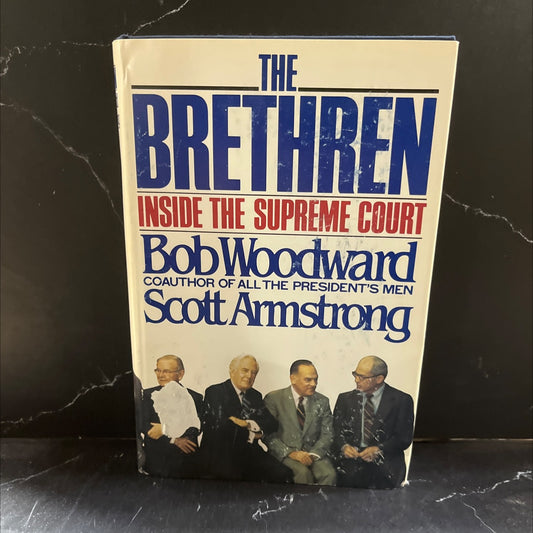 THE
BRETHREN
INSIDE THE SUPREME COURT
Bob Woodward
COAUTHOR OF ALL THE PRESIDENT'S MEN
Scott Armstrong